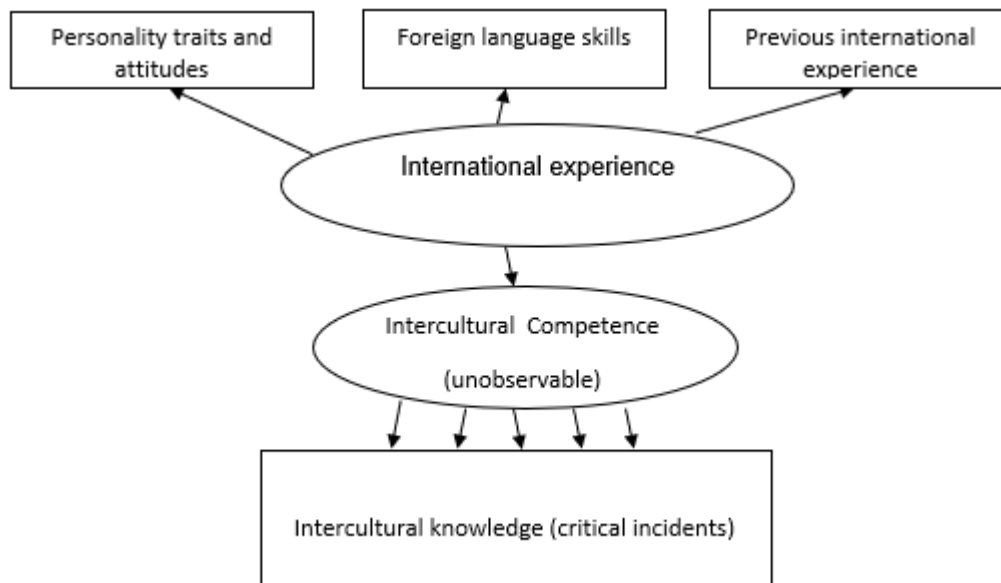 Personality traits and
attitudes
Foreign language skills
Previous international
experience
International experience
Intercultural  Competence
(unobservable)
Intercultural knowledge (critical incidents)